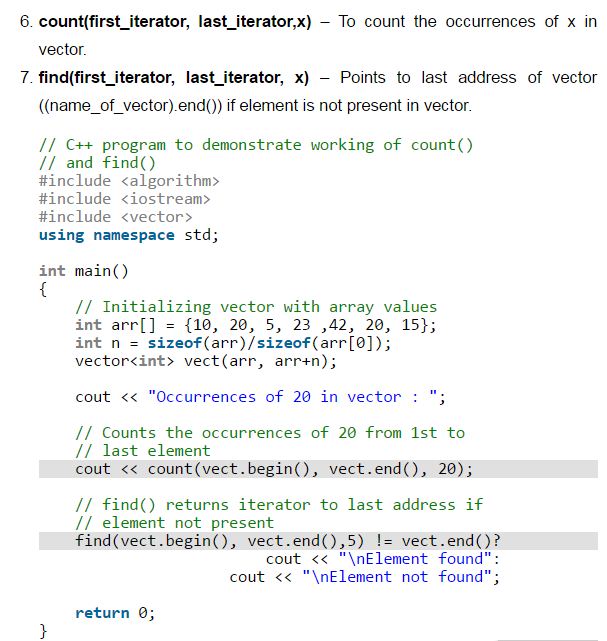 6. count(first_iterator, last_iterator,x) – To count the occurrences of x in
vector.
7. find(first_iterator, last_iterator, x) – Points to last address of vector
((name_of_vector).end()) if element is not present in vector.
// C++ program to demonstrate working of count()
// and find()
#include <algorithm>
#include <iostream>
#include <vector>
using namespace std;
int main()
{
// Initializing vector with array values
int arr[] = {10, 20, 5, 23 ,42, 20, 15};
int n = sizeof(arr)/sizeof(arr[0]);
vector<int> vect(arr, arr+n);
cout << "Occurrences of 20 in vector : ";
// Counts the occurrences of 20 from 1st to
// last element
cout << count(vect.begin(), vect.end(), 20);
// find() returns iterator to last address if
// element not present
find(vect.begin(), vect.end(),5) != vect.end()?
cout << "\nElement found":
cout << "\nElement not found";
return 0;
}